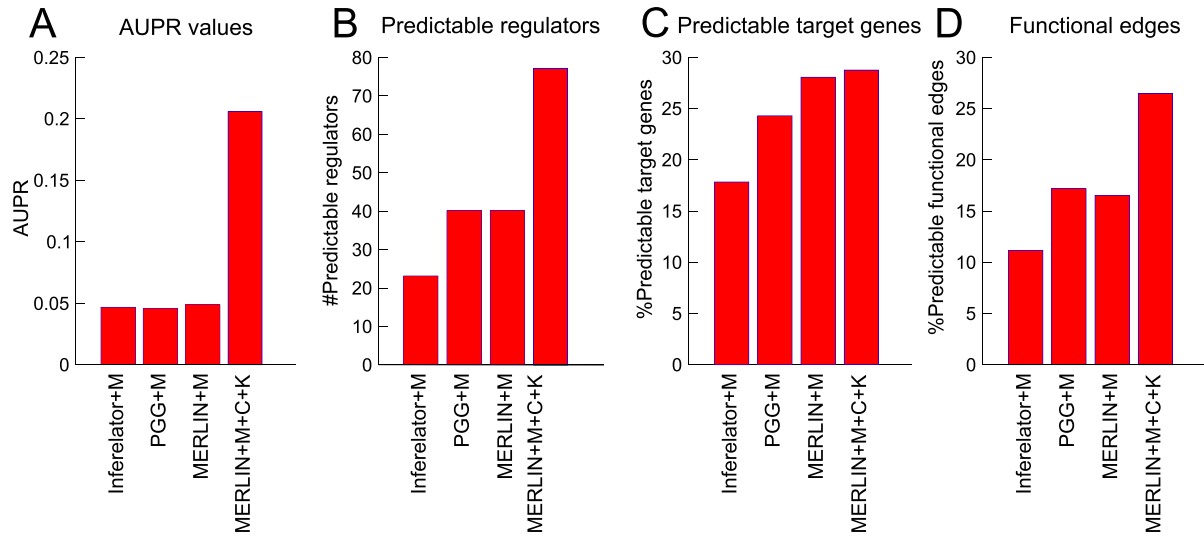 A AUPR values
AUPR
0.25
0.2
0.15
0.1
0.05
0
Inferelator+M
PGG+M
MERLIN+M
MERLIN+M+C+K
B Predictable regulators
#Predictable regulators
80
70
60
50
40
30
20
10
0
Inferelator+M
PGG+M
MERLIN+M
MERLIN+M+C+K
C Predictable target genes
%Predictable target genes
30
25
20
15
10
5
0
Inferelator+M
PGG+M
MERLIN+M
MERLIN+M+C+K
D Functional edges
%Predictable functional edges
30
25
20
15
10
5
0
Inferelator+M
PGG+M
MERLIN+M
MERLIN+M+C+K